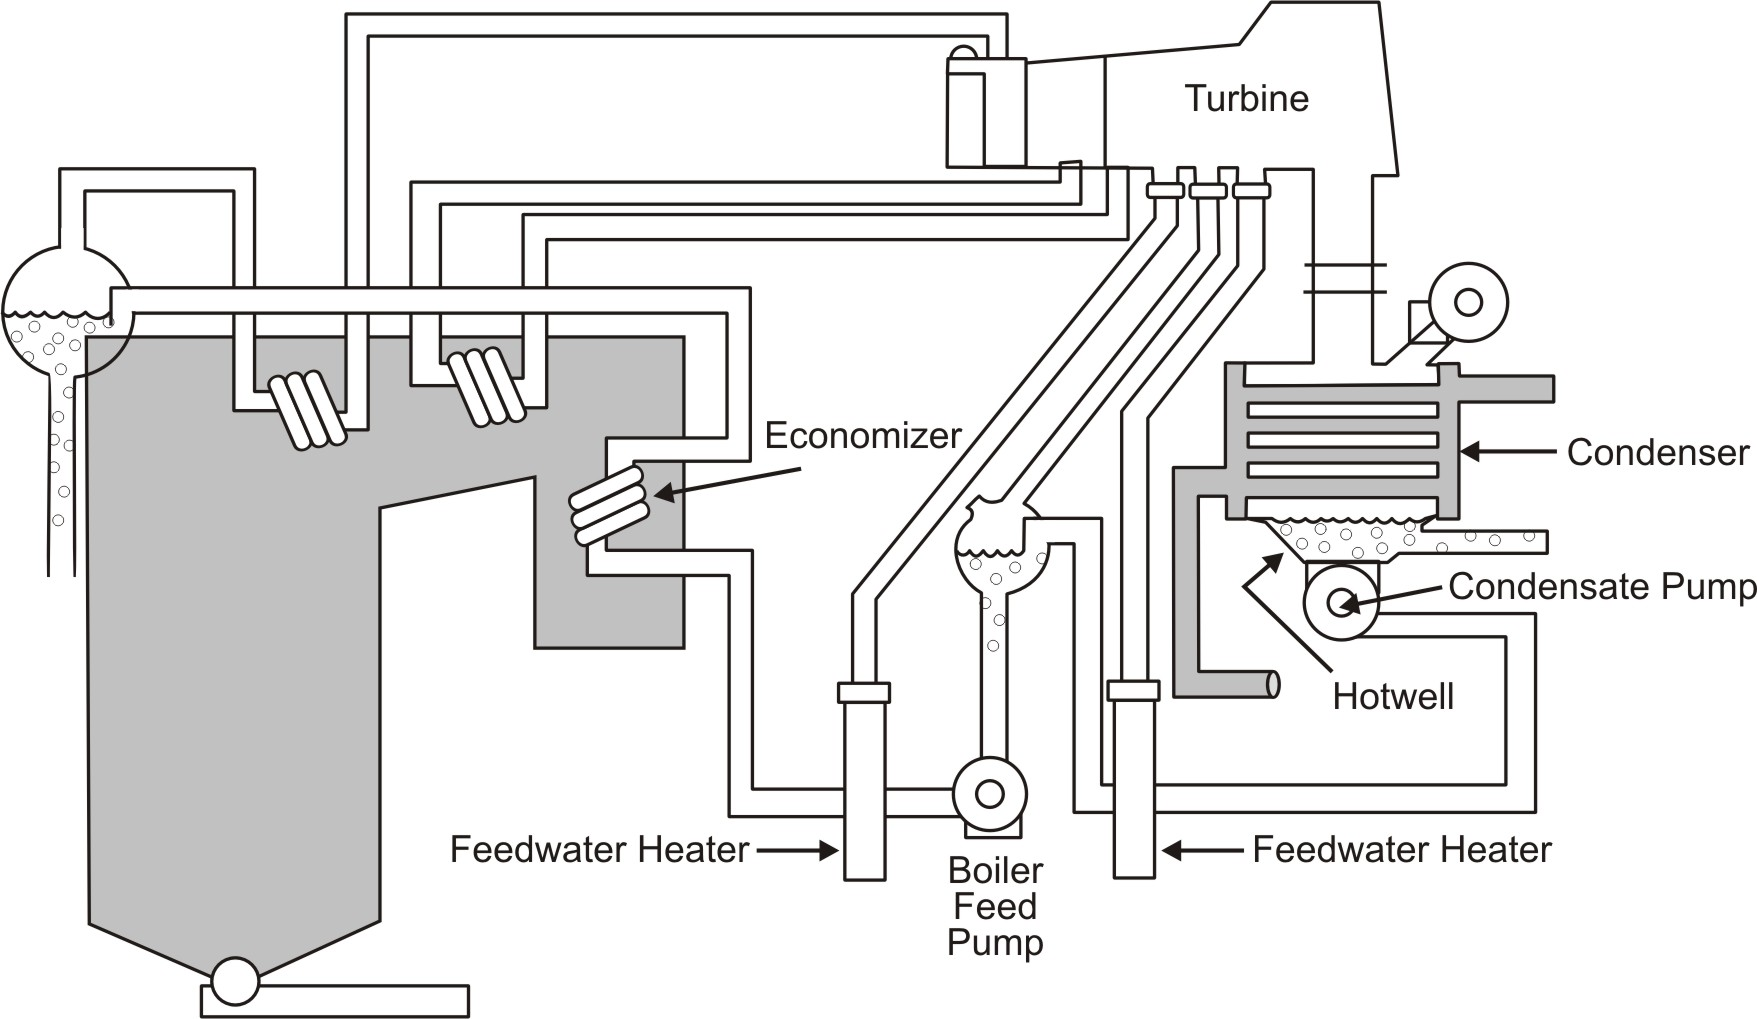 Turbine
Economizer
Condenser
Condensate Pump
Hotwell
Feedwater Heater
Boiler
Feed
Pump
Feedwater Heater